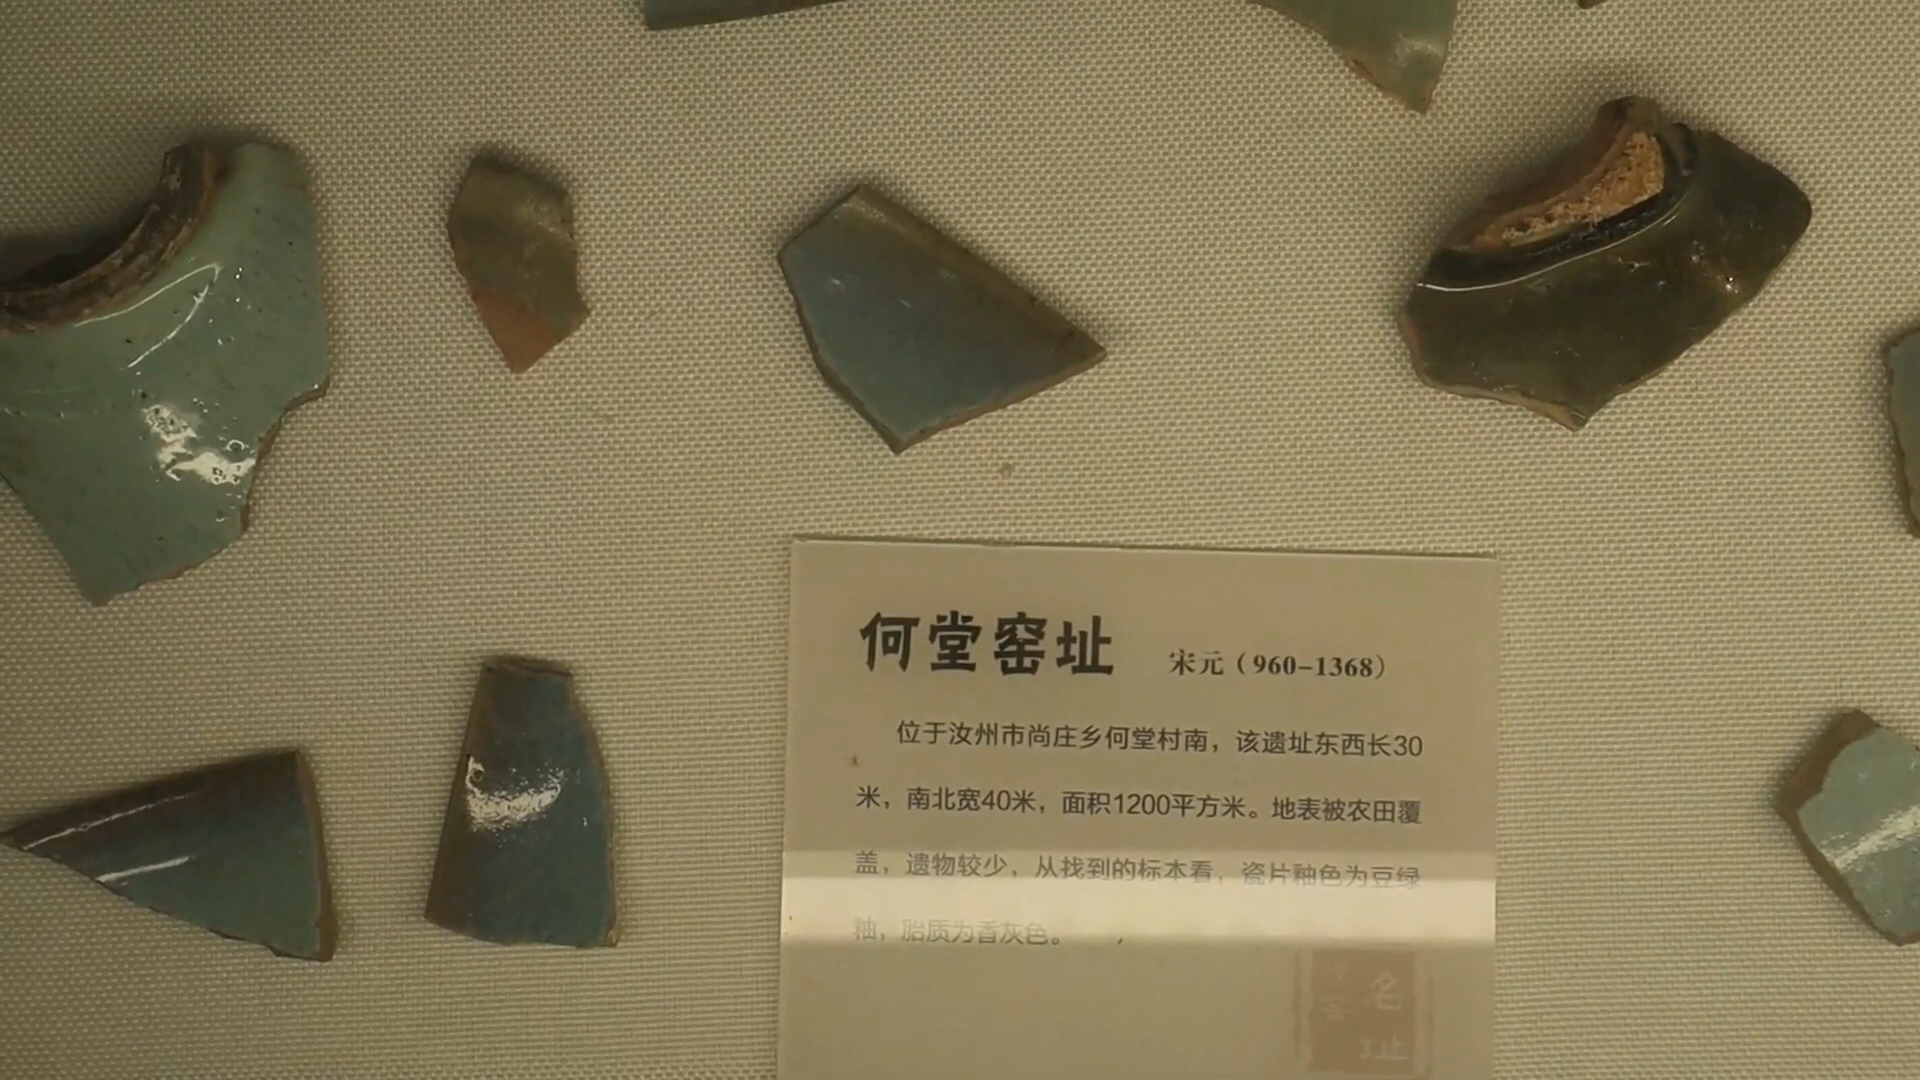 何堂窑址 宋元（960-1368）
位于汝州市尚庄乡何堂村南，该遗址东西长30
米，南北宽40米，面积1200平方米。地表被农田覆
盖，遗物较少，从找到的标本看，瓷片釉色为豆绿
釉，胎质为香灰色。
名
址